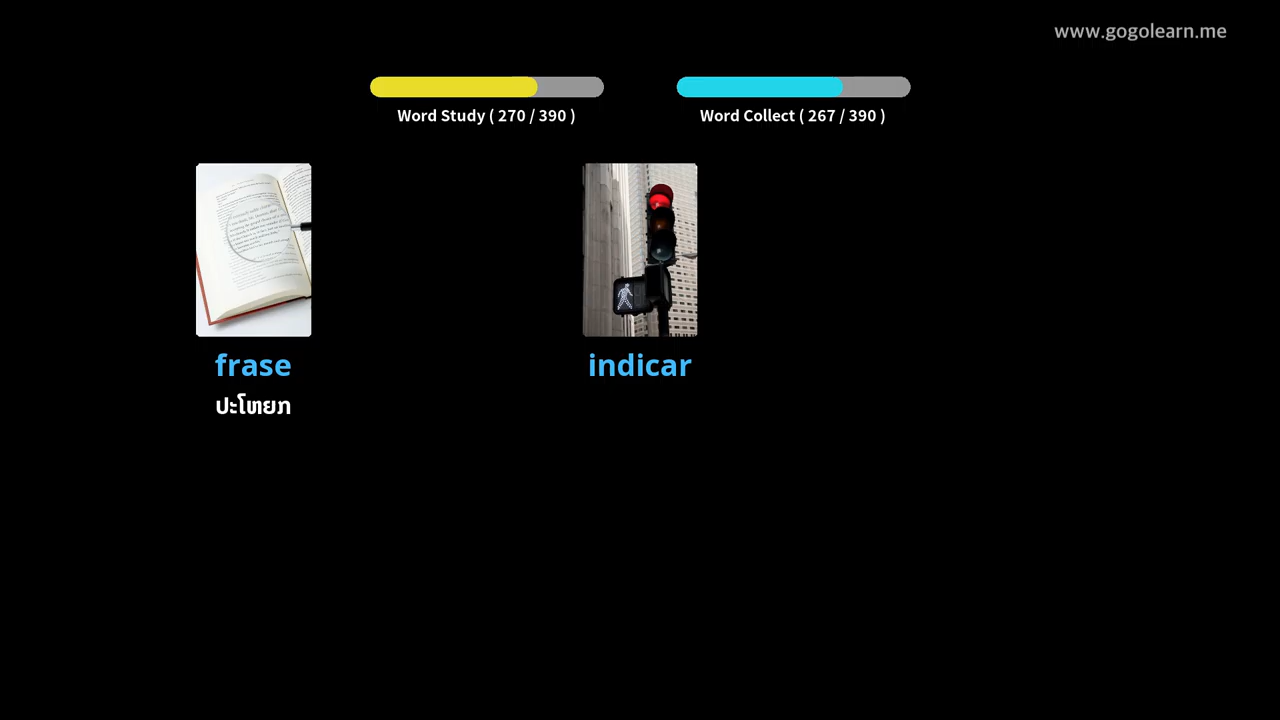 www.gogolearn.me
Word Study ( 270 / 390 )
Word Collect ( 267 / 390 )
frase
indicar
ປະໂຫຍກ